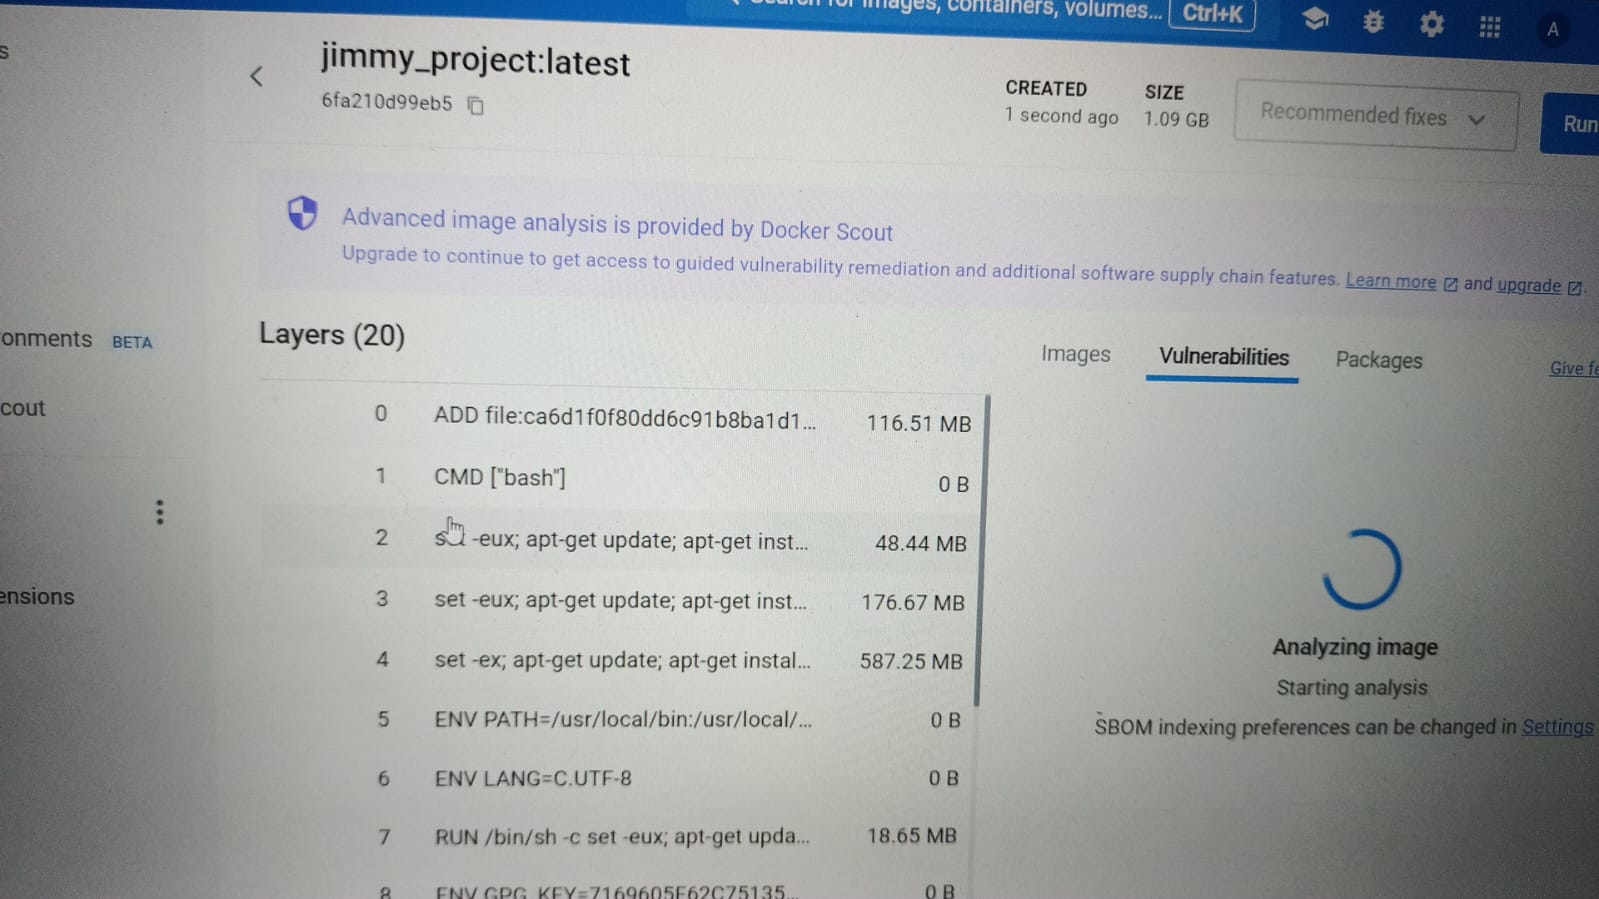 images, containers, volumes... Ctrl+K
A
jimmy_project:latest
6fa210d99eb5
CREATED
1 second ago
SIZE
1.09 GB
Recommended fixes
Run
Advanced image analysis is provided by Docker Scout
Upgrade to continue to get access to guided vulnerability remediation and additional software supply chain features. Learn more and upgrade.
onments BETA
cout
ensions
Layers (20)
0 ADD file:ca6d1f0f80dd6c91b8ba1d1... 116.51 MB
1 CMD ["bash"] 0 B
2 -eux; apt-get update; apt-get inst... 48.44 MB
3 set -eux; apt-get update; apt-get inst... 176.67 MB
4 set -ex; apt-get update; apt-get instal... 587.25 MB
5 ENV PATH=/usr/local/bin:/usr/local/... 0 B
6 ENV LANG=C.UTF-8 0 B
7 RUN /bin/sh -c set -eux; apt-get upda... 18.65 MB
8 ENV GPG_KEY=7169605F62C75135... 0 B
Images Vulnerabilities Packages
Give
Analyzing image
Starting analysis
SBOM indexing preferences can be changed in Settings